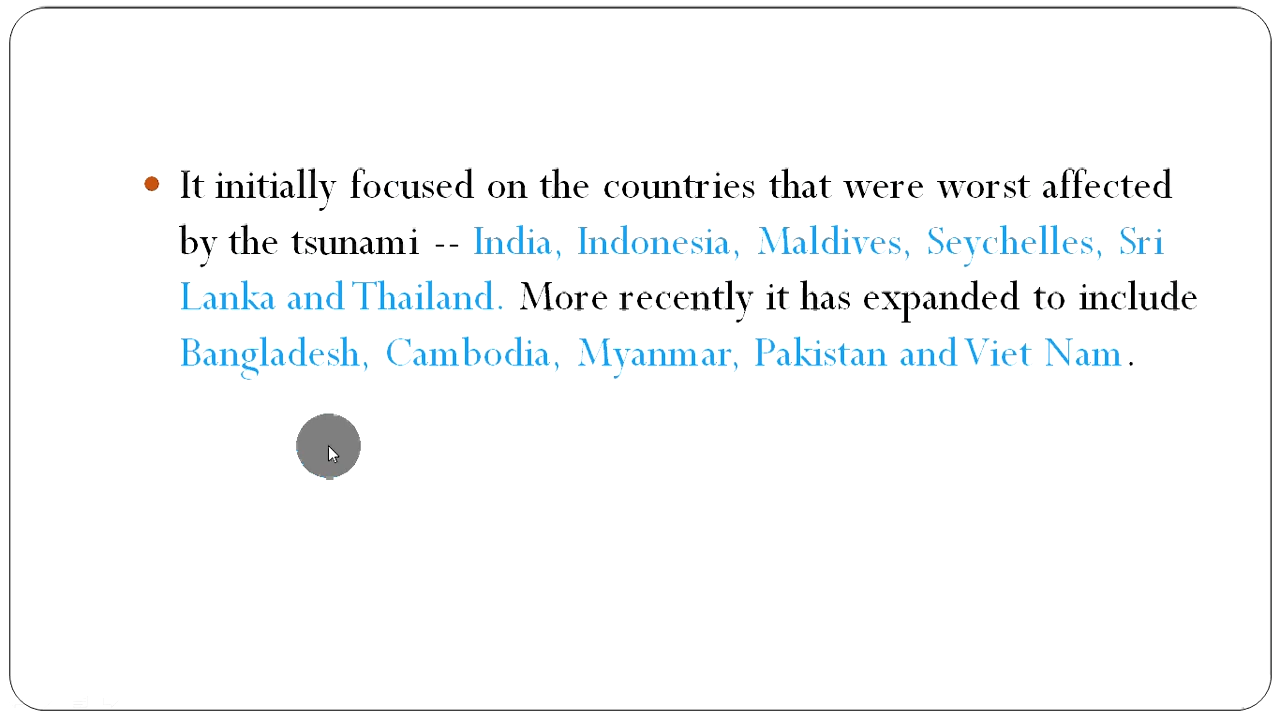 It initially focused on the countries that were worst affected
by the tsunami -- India, Indonesia, Maldives, Seychelles, Sri
Lanka and Thailand. More recently it has expanded to include
Bangladesh, Cambodia, Myanmar, Pakistan and Viet Nam.